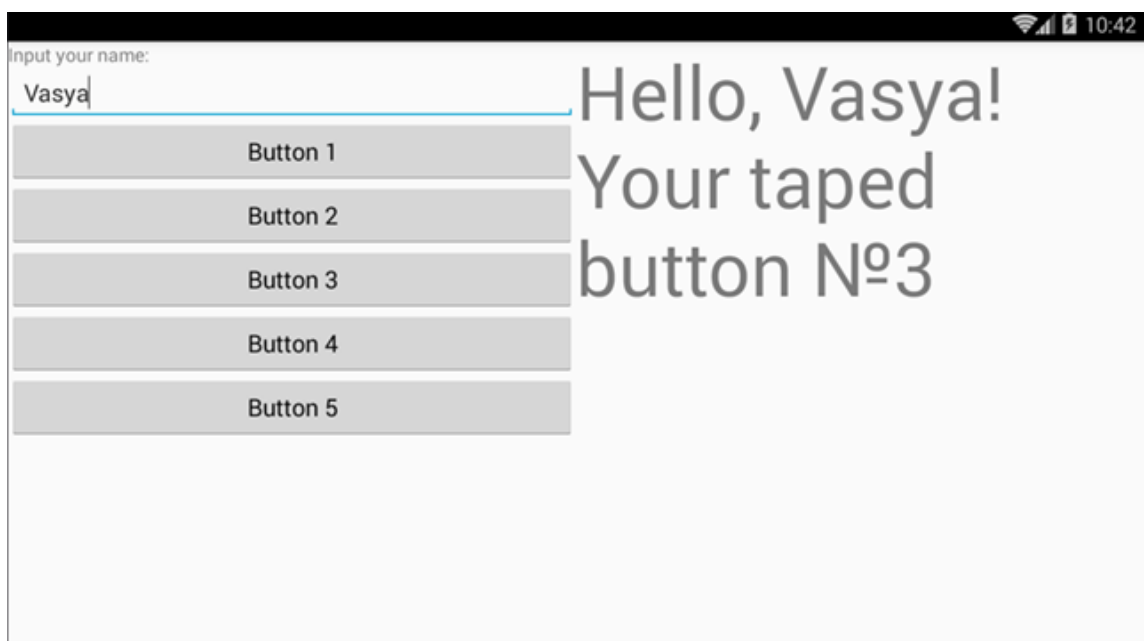 10:42
Input your name:
Vasya
Button 1
Button 2
Button 3
Button 4
Button 5
Hello, Vasya!
Your taped
button №3